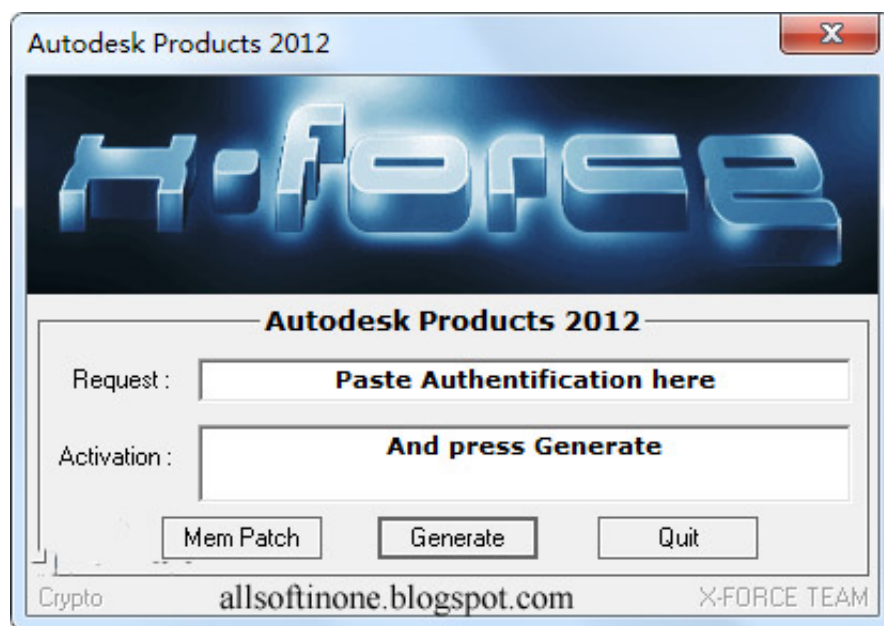 Autodesk Products 2012
x-force
Autodesk Products 2012
Request :
Paste Authentification here
Activation :
And press Generate
Mem Patch
Generate
Quit
Crypto
allsoftinone.blogspot.com
X-FORCE TEAM